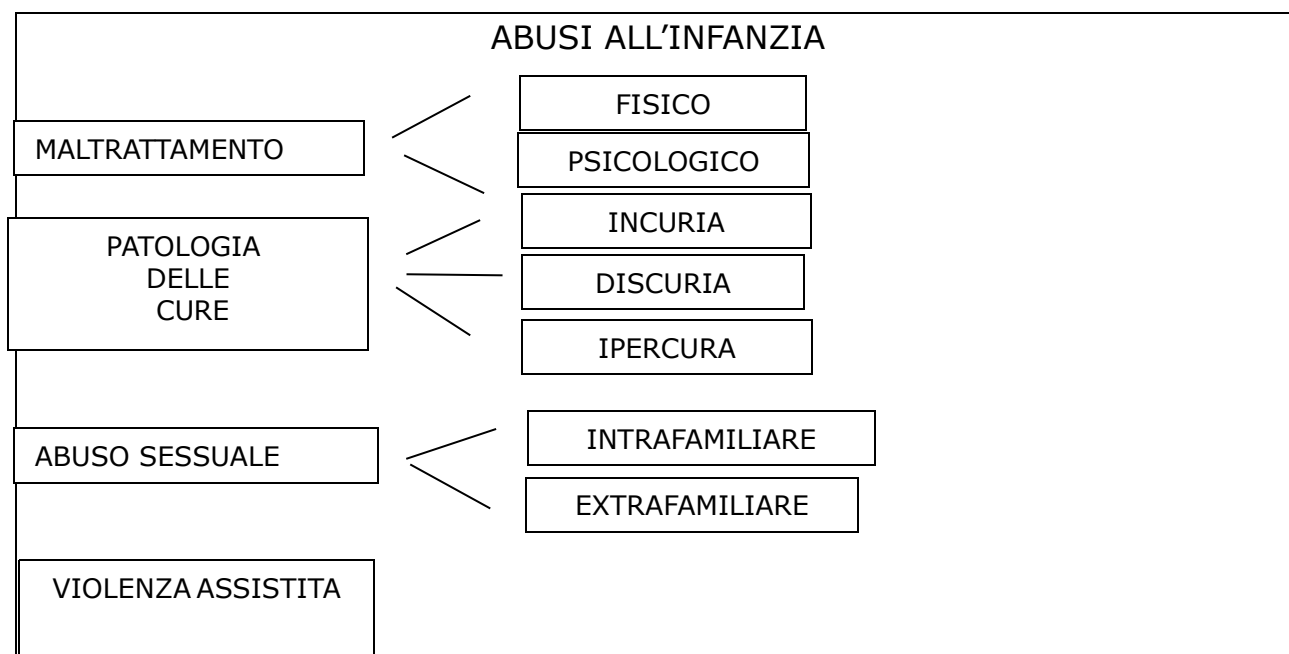 ABUSI ALL’INFANZIA
MALTRATTAMENTO
FISICO
PSICOLOGICO
PATOLOGIA
DELLE
CURE
INCURIA
DISCURIA
IPERCURA
ABUSO SESSUALE
INTRAFAMILIARE
EXTRAFAMILIARE
VIOLENZA ASSISTITA